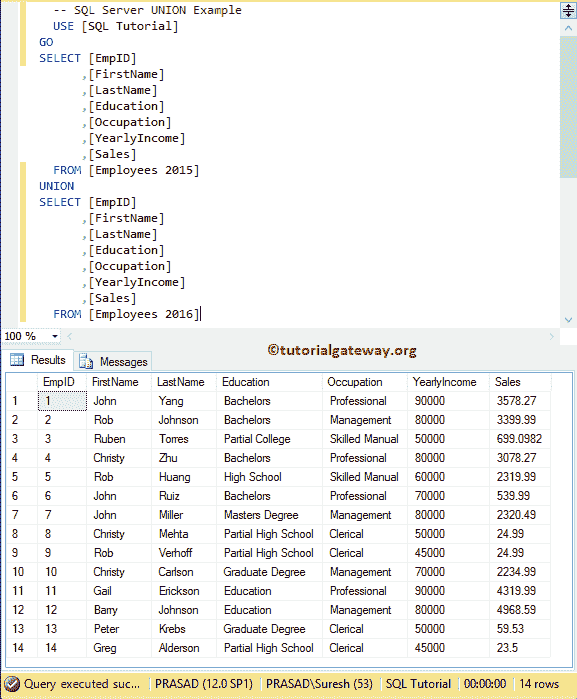 -- SQL Server UNION Example
USE [SQL Tutorial]
GO
SELECT [EmpID]
,[FirstName]
,[LastName]
,[Education]
,[Occupation]
,[YearlyIncome]
,[Sales]
FROM [Employees 2015]
UNION
SELECT [EmpID]
,[FirstName]
,[LastName]
,[Education]
,[Occupation]
,[YearlyIncome]
,[Sales]
FROM [Employees 2016]
100 %
©tutorialgateway.org
Results Messages
EmpID FirstName LastName Education Occupation YearlyIncome Sales
1 1 John Yang Bachelors Professional 90000 3578.27
2 2 Rob Johnson Bachelors Management 80000 3399.99
3 3 Ruben Torres Partial College Skilled Manual 50000 699.0982
4 4 Christy Zhu Bachelors Professional 80000 3078.27
5 5 Rob Huang High School Skilled Manual 60000 2319.99
6 6 John Ruiz Bachelors Professional 70000 539.99
7 7 John Miller Masters Degree Management 80000 2320.49
8 8 Christy Mehta Partial High School Clerical 50000 24.99
9 9 Rob Verhoff Partial High School Clerical 45000 24.99
10 10 Christy Carlson Graduate Degree Management 70000 2234.99
11 11 Gail Erickson Education Professional 90000 4319.99
12 12 Barry Johnson Education Management 80000 4968.59
13 13 Peter Krebs Graduate Degree Clerical 50000 59.53
14 14 Greg Alderson Partial High School Clerical 45000 23.5
Query executed suc... PRASAD (12.0 SP1) PRASAD\Suresh (53) SQL Tutorial 00:00:00 14 rows